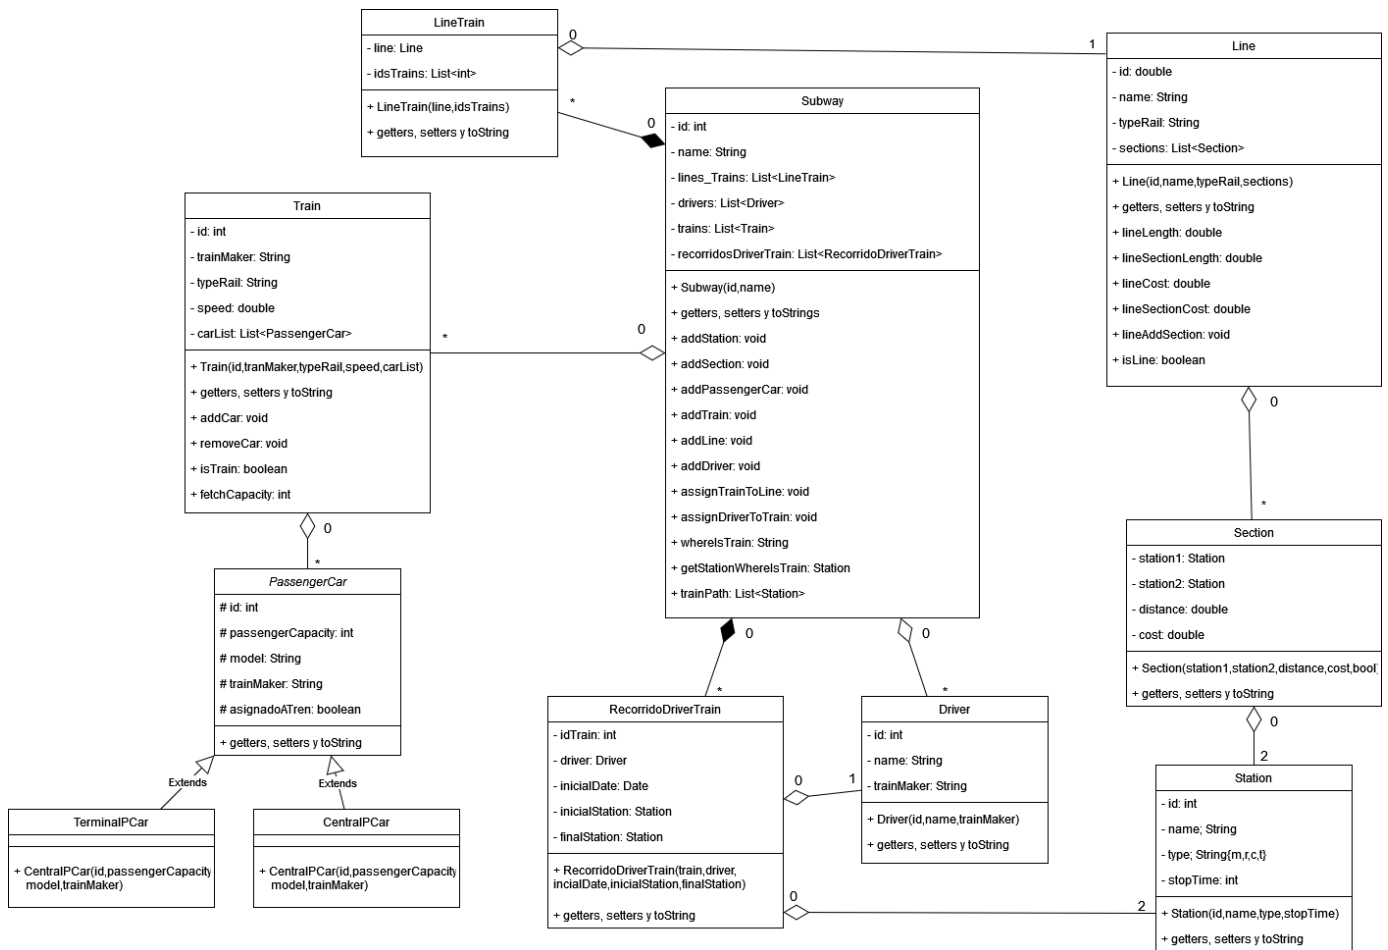 LineTrain
- line: Line
- idsTrains: List<int>
+ LineTrain(line,idsTrains)
+ getters, setters y toString
0
1
*
0
Line
- id: double
- name: String
- typeRail: String
- sections: List<Section>
+ Line(id,name,typeRail,sections)
+ getters, setters y toString
+ lineLength: double
+ lineSectionLength: double
+ lineCost: double
+ lineSectionCost: double
+ lineAddSection: void
+ isLine: boolean
0
*
Subway
- id: int
- name: String
- lines_Trains: List<LineTrain>
- drivers: List<Driver>
- trains: List<Train>
- recorridosDriverTrain: List<RecorridoDriverTrain>
+ Subway(id,name)
+ getters, setters y toStrings
+ addStation: void
+ addSection: void
+ addPassengerCar: void
+ addTrain: void
+ addLine: void
+ addDriver: void
+ assignTrainToLine: void
+ assignDriverToTrain: void
+ whereIsTrain: String
+ getStationWhereIsTrain: Station
+ trainPath: List<Station>
*
0
0
*
0
*
Train
- id: int
- trainMaker: String
- typeRail: String
- speed: double
- carList: List<PassengerCar>
+ Train(id,tranMaker,typeRail,speed,carList)
+ getters, setters y toString
+ addCar: void
+ removeCar: void
+ isTrain: boolean
+ fetchCapacity: int
0
*
PassengerCar
# id: int
# passengerCapacity: int
# model: String
# trainMaker: String
# asignadoATren: boolean
+ getters, setters y toString
Extends
Extends
TerminalPCar
+ CentralPCar(id,passengerCapacity
model,trainMaker)
CentralPCar
+ CentralPCar(id,passengerCapacity
model,trainMaker)
RecorridoDriverTrain
- idTrain: int
- driver: Driver
- inicialDate: Date
- inicialStation: Station
- finalStation: Station
+ RecorridoDriverTrain(train,driver,
incialDate,inicialStation,finalStation)
+ getters, setters y toString
0
1
0
2
Driver
- id: int
- name: String
- trainMaker: String
+ Driver(id,name,trainMaker)
+ getters, setters y toString
Section
- station1: Station
- station2: Station
- distance: double
- cost: double
+ Section(station1,station2,distance,cost,bool
+ getters, setters y toString
0
2
Station
- id: int
- name; String
- type; String{m,r,c,t}
- stopTime: int
+ Station(id,name,type,stopTime)
+ getters, setters y toString